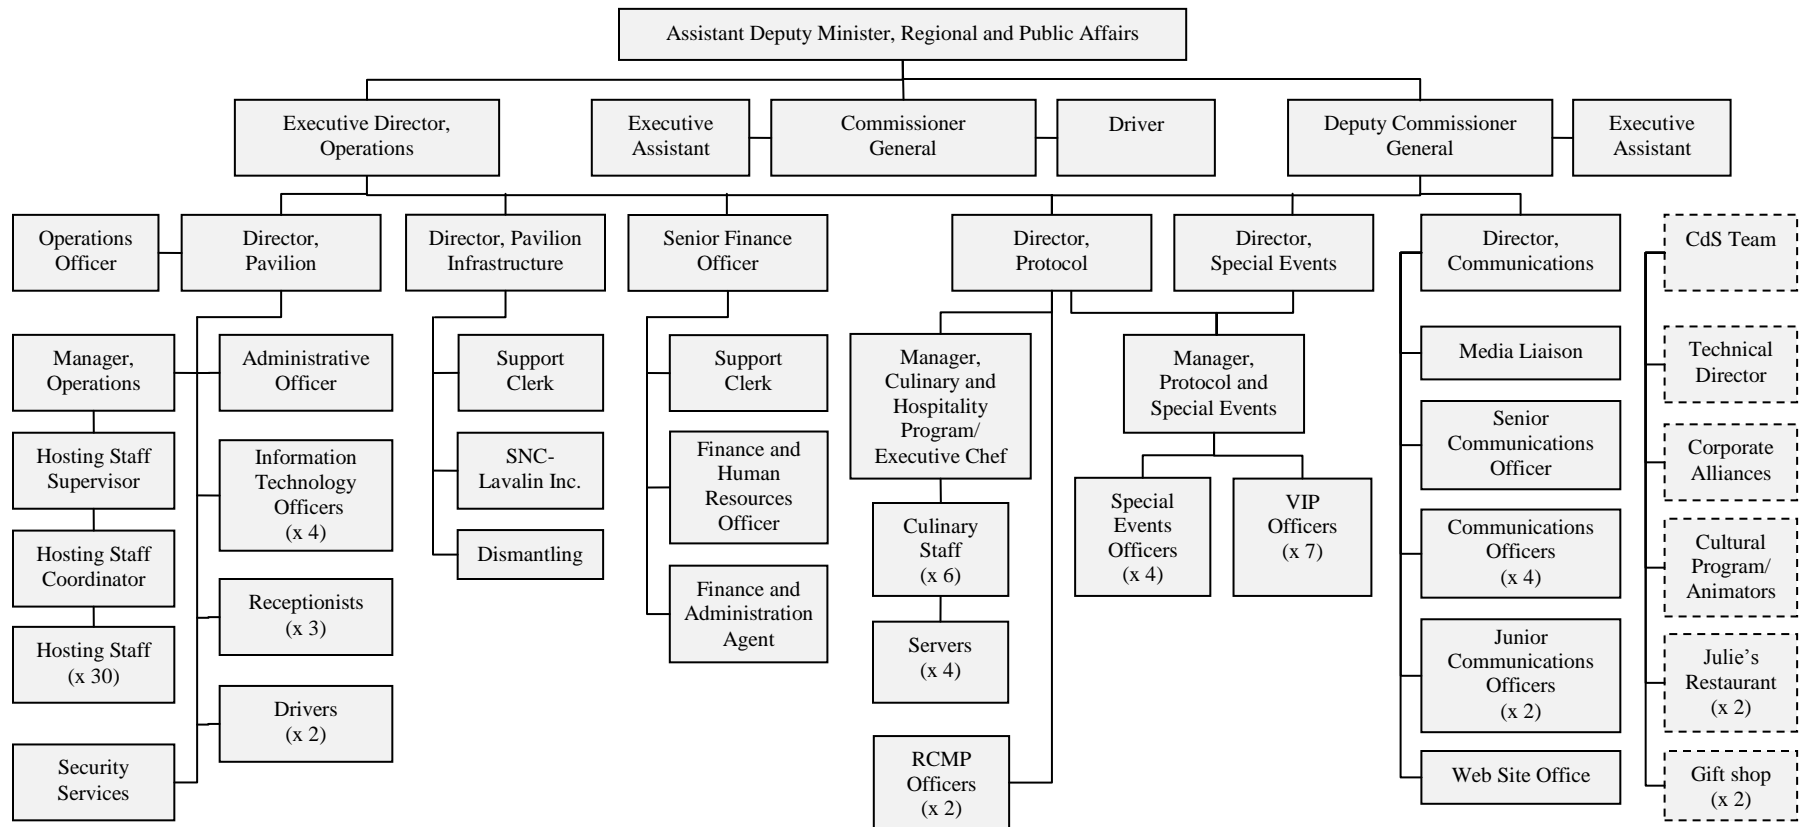 Assistant Deputy Minister, Regional and Public Affairs
Executive Director,
Operations
Executive
Assistant
Commissioner
General
Driver
Deputy Commissioner
General
Executive
Assistant
Operations
Officer
Director,
Pavilion
Director, Pavilion
Infrastructure
Senior Finance
Officer
Director,
Protocol
Director,
Special Events
Director,
Communications
CdS Team
Manager,
Operations
Hosting Staff
Supervisor
Hosting Staff
Coordinator
Hosting Staff
(x 30)
Security
Services
Administrative
Officer
Information
Technology
Officers
(x 4)
Receptionists
(x 3)
Drivers
(x 2)
Support
Clerk
SNC-
Lavalin Inc.
Dismantling
Support
Clerk
Finance and
Human
Resources
Officer
Finance and
Administration
Agent
Manager,
Culinary and
Hospitality
Program/
Executive Chef
Culinary
Staff
(x 6)
Servers
(x 4)
RCMP
Officers
(x 2)
Manager,
Protocol and
Special Events
Special
Events
Officers
(x 4)
VIP
Officers
(x 7)
Media Liaison
Senior
Communications
Officer
Communications
Officers
(x 4)
Junior
Communications
Officers
(x 2)
Web Site Office
Technical
Director
Corporate
Alliances
Cultural
Program/
Animators
Julie’s
Restaurant
(x 2)
Gift shop
(x 2)